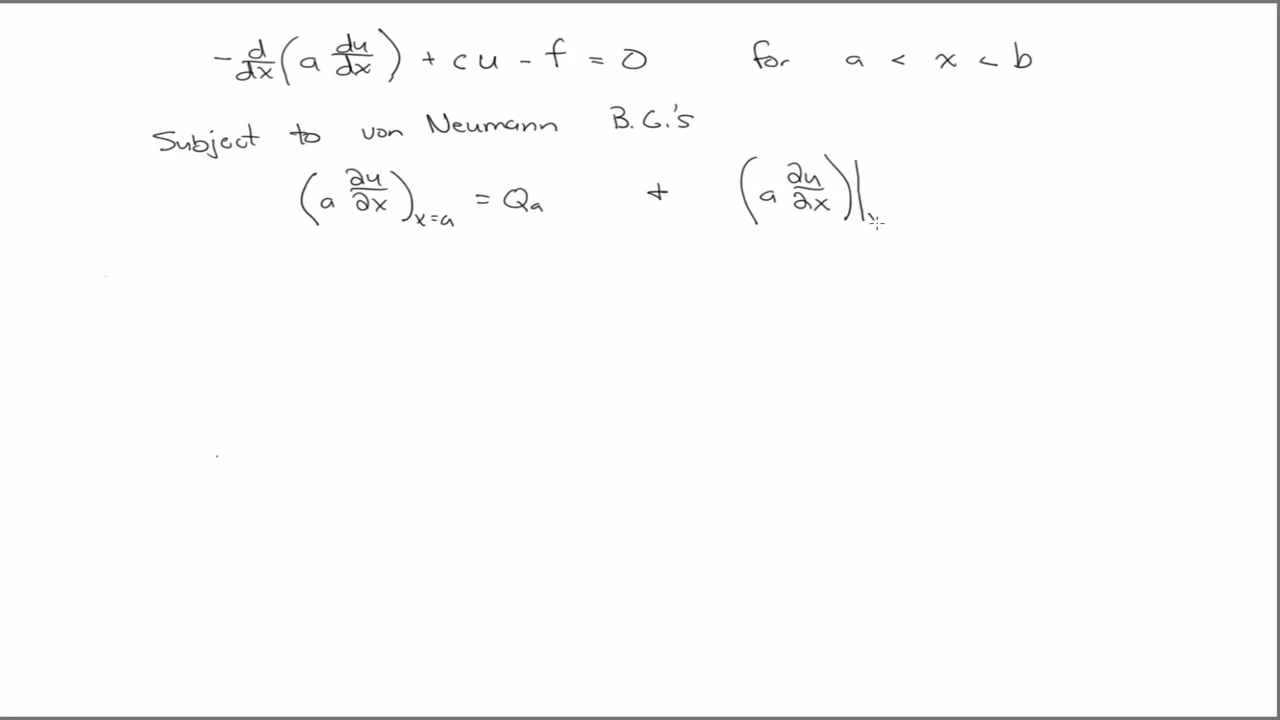 -d/dx(a du/dx) + cu - f = 0 for a < x < b
Subject to von Neumann B.C.'s
(a ∂u/∂x)x=a = Qa + (a ∂u/∂x)|x